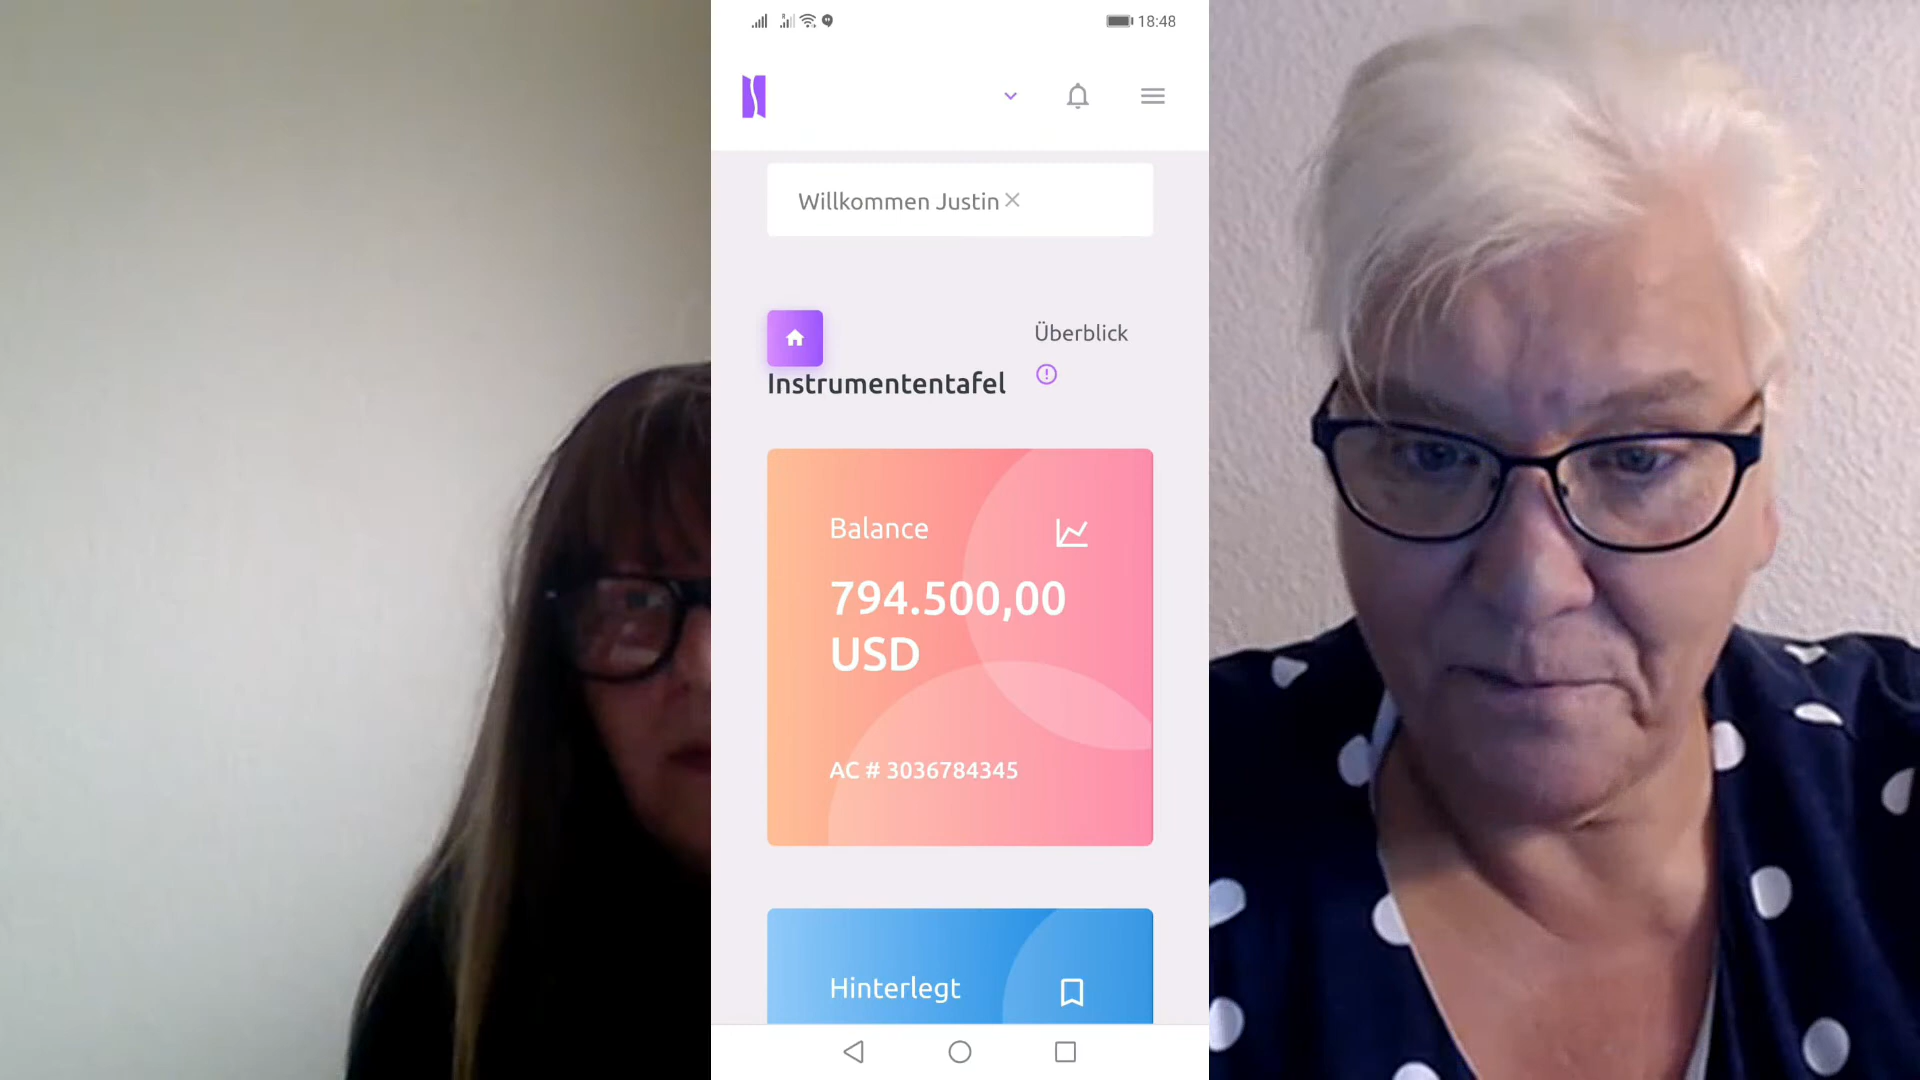 18:48
Willkommen Justin
Überblick
Instrumententafel
Balance
794.500,00
USD
AC # 3036784345
Hinterlegt